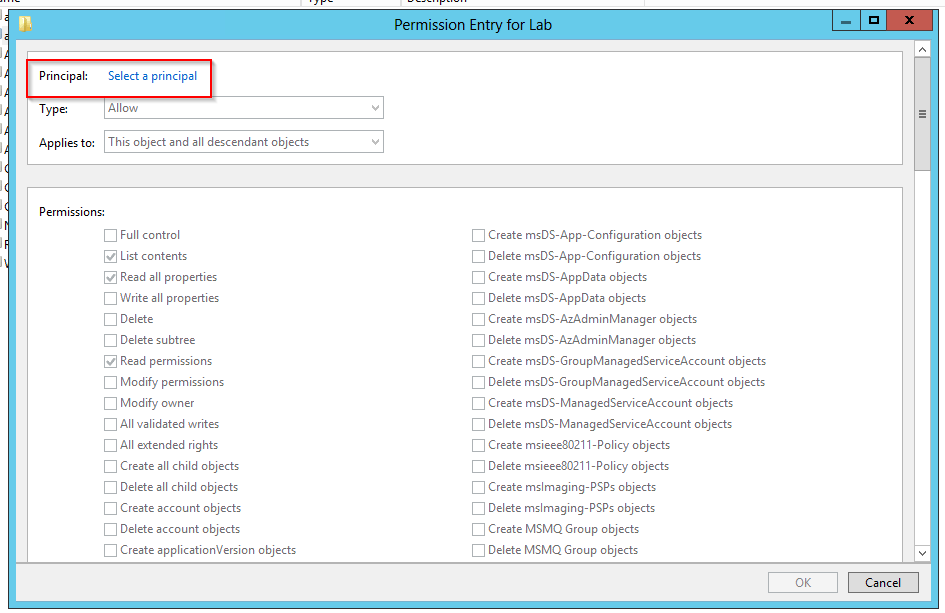 Type
Description
Permission Entry for Lab
Principal: Select a principal
Type: Allow
Applies to: This object and all descendant objects
Permissions:
Full control
List contents
Read all properties
Write all properties
Delete
Delete subtree
Read permissions
Modify permissions
Modify owner
All validated writes
All extended rights
Create all child objects
Delete all child objects
Create account objects
Delete account objects
Create applicationVersion objects
Create msDS-App-Configuration objects
Delete msDS-App-Configuration objects
Create msDS-AppData objects
Delete msDS-AppData objects
Create msDS-AzAdminManager objects
Delete msDS-AzAdminManager objects
Create msDS-GroupManagedServiceAccount objects
Delete msDS-GroupManagedServiceAccount objects
Create msDS-ManagedServiceAccount objects
Delete msDS-ManagedServiceAccount objects
Create msieee80211-Policy objects
Delete msieee80211-Policy objects
Create msImaging-PSPs objects
Delete msImaging-PSPs objects
Create MSMQ Group objects
Delete MSMQ Group objects
OK
Cancel